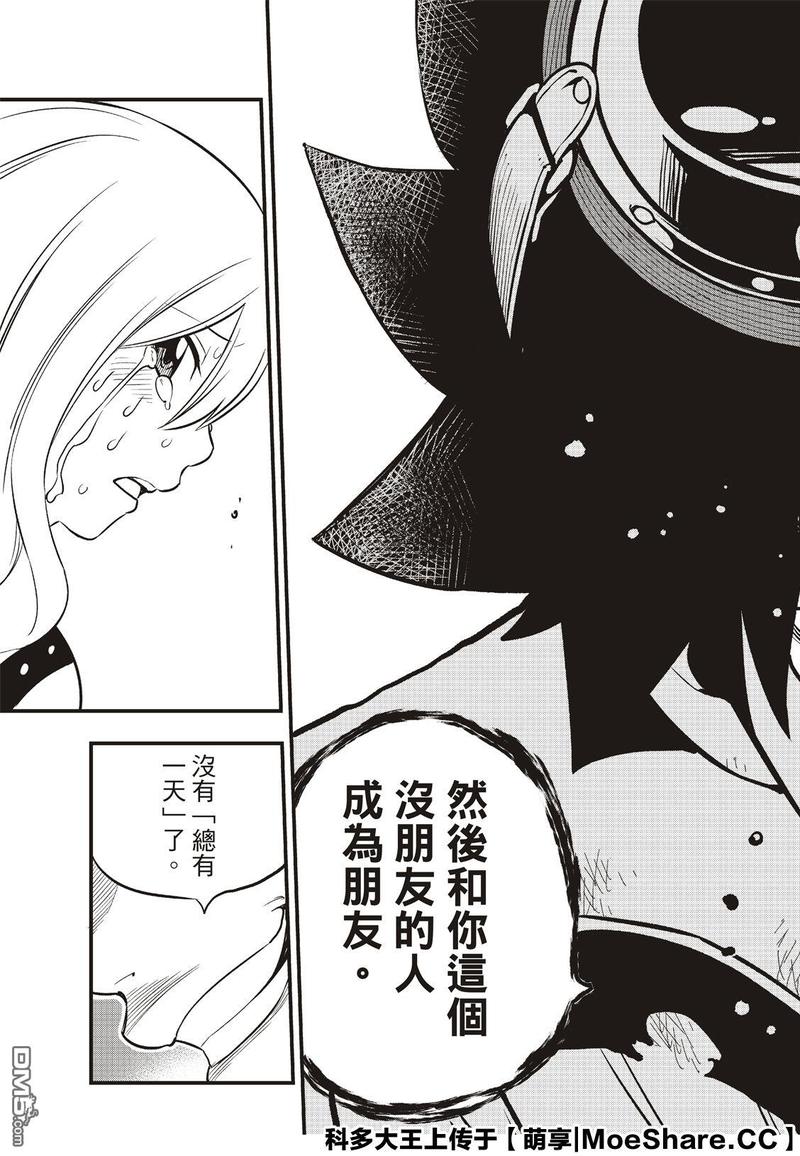 然後和你這個
沒朋友的人
成為朋友。
沒有「總有
一天」了。
DM5
科多大王上传于【萌享|MoeShare.CC】